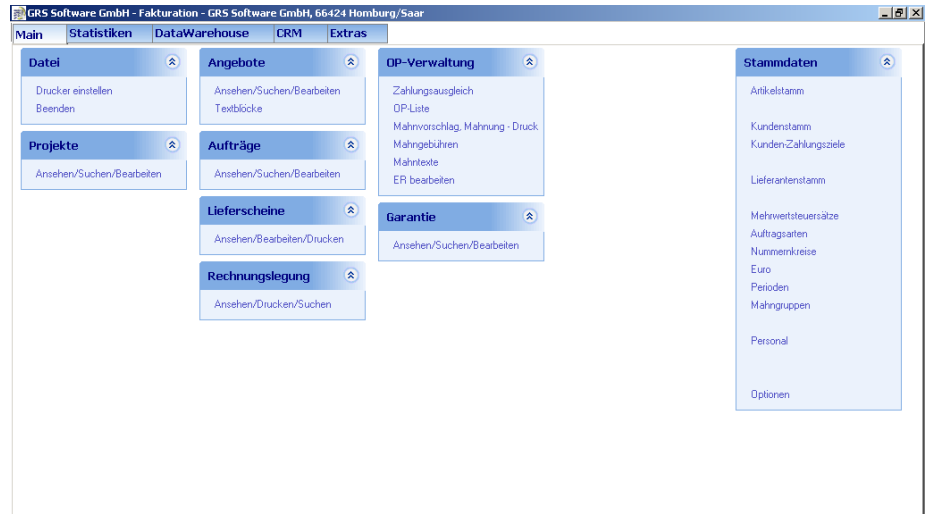 GRS Software GmbH - Fakturation - GRS Software GmbH, 66424 Homburg/Saar
Main Statistiken DataWarehouse CRM Extras
Datei
Drucker einstellen
Beenden
Projekte
Ansehen/Suchen/Bearbeiten
Angebote
Ansehen/Suchen/Bearbeiten
Textblöcke
Aufträge
Ansehen/Suchen/Bearbeiten
Lieferscheine
Ansehen/Bearbeiten/Drucken
Rechnungslegung
Ansehen/Drucken/Suchen
OP-Verwaltung
Zahlungsausgleich
OP-Liste
Mahnvorschlag, Mahnung - Druck
Mahngebühren
Mahntexte
ER bearbeiten
Garantie
Ansehen/Suchen/Bearbeiten
Stammdaten
Artikelstamm
Kundenstamm
Kunden-Zahlungsziele
Lieferantenstamm
Mehrwertsteuersätze
Auftragsarten
Nummernkreise
Euro
Perioden
Mahngruppen
Personal
Optionen